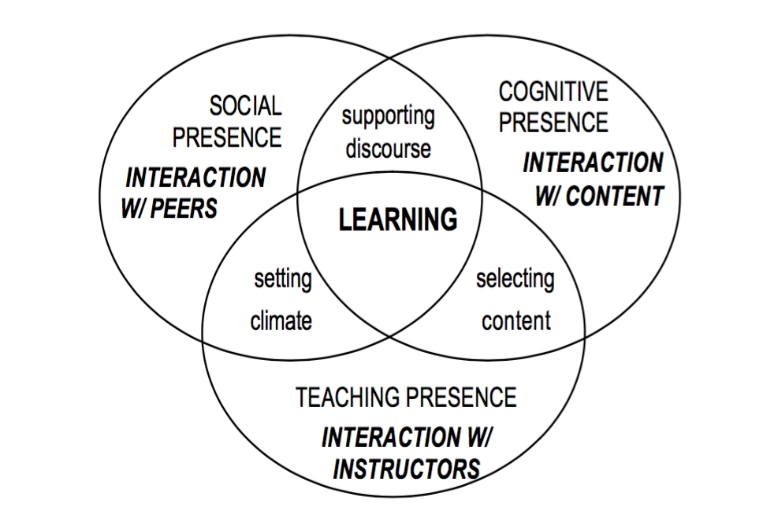 SOCIAL
PRESENCE
INTERACTION
W/ PEERS
supporting
discourse
COGNITIVE
PRESENCE
INTERACTION
W/ CONTENT
LEARNING
setting
climate
selecting
content
TEACHING PRESENCE
INTERACTION W/
INSTRUCTORS